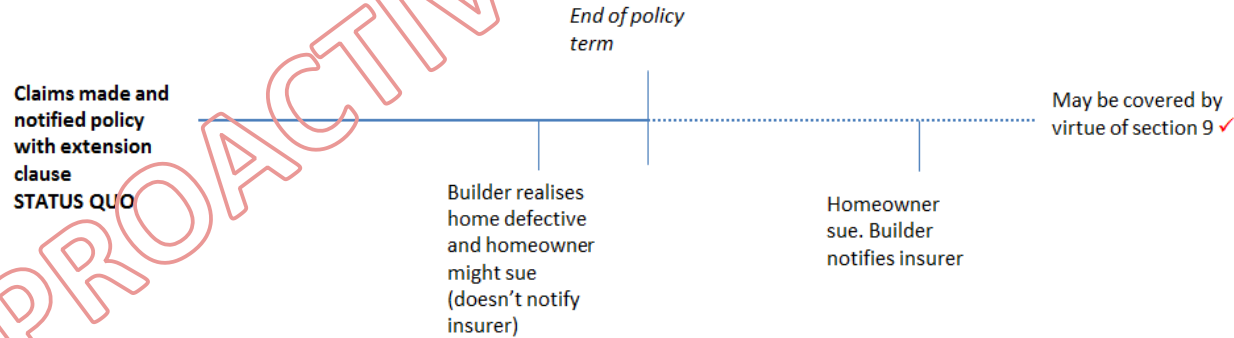 End of policy
term
Claims made and
notified policy
with extension
clause
STATUS QUO
May be covered by
virtue of section 9 ✓
Builder realises
home defective
and homeowner
might sue
(doesn’t notify
insurer)
Homeowner
sue. Builder
notifies insurer
PROACTIV